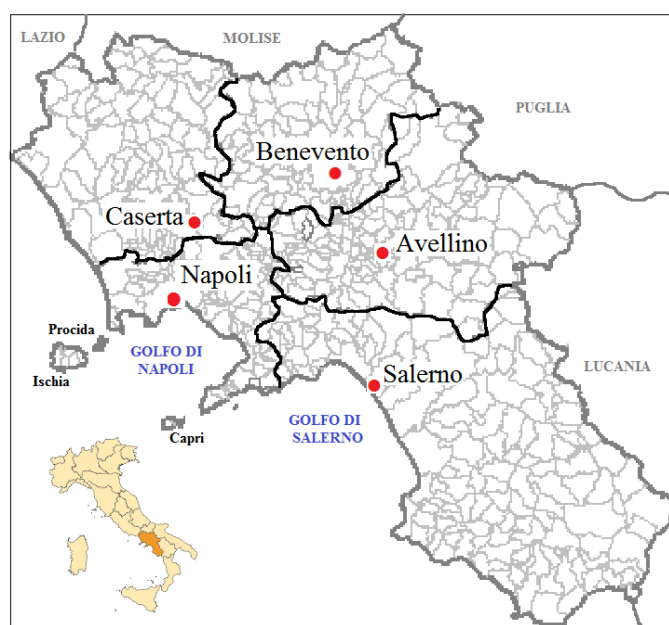 LAZIO
MOLISE
PUGLIA
Benevento
Caserta
Avellino
Napoli
Procida
Ischia
GOLFO DI
NAPOLI
LUCANIA
Salerno
Capri
GOLFO DI
SALERNO